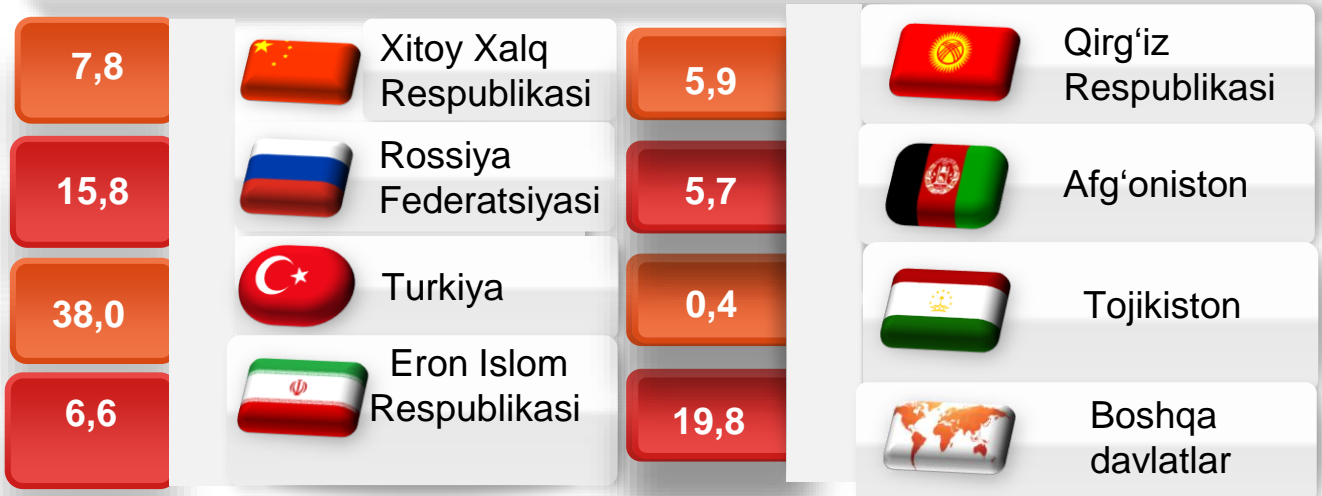 7,8
Xitoy Xalq
Respublikasi
5,9
Qirg‘iz
Respublikasi
15,8
Rossiya
Federatsiyasi
5,7
Afg‘oniston
38,0
Turkiya
0,4
Tojikiston
6,6
Eron Islom
Respublikasi
19,8
Boshqa
davlatlar